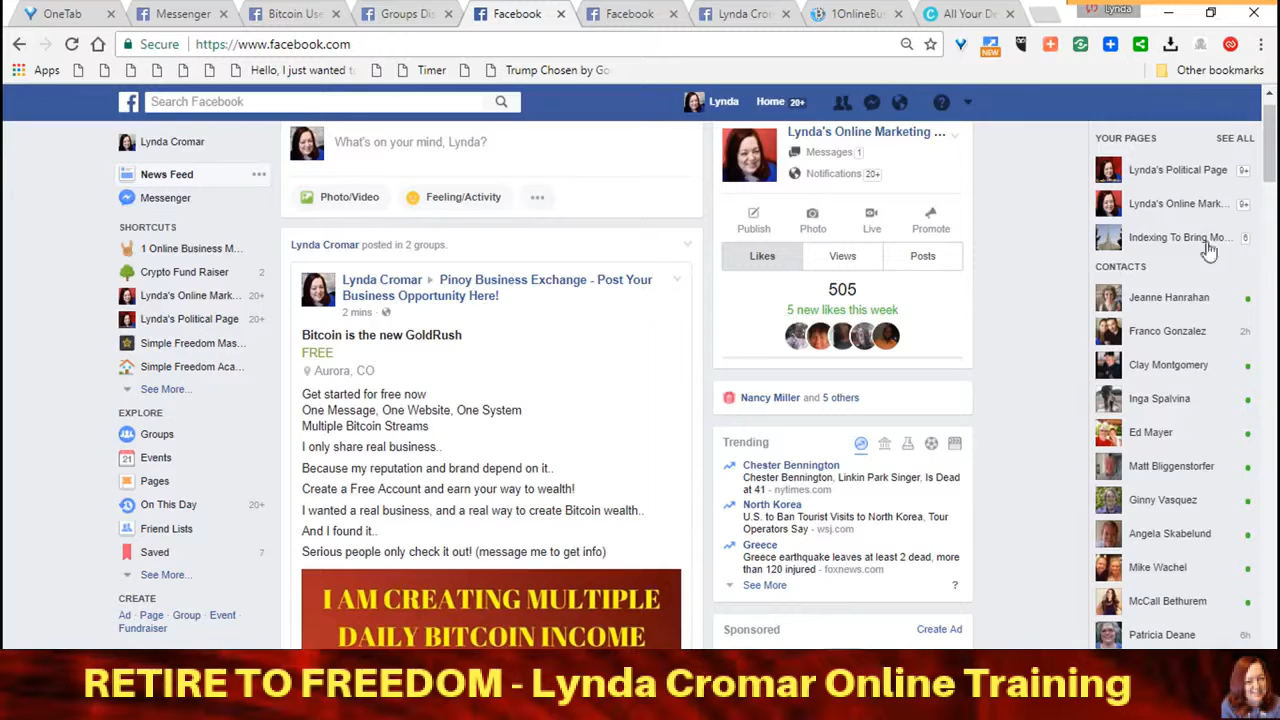 OneTab
Messenger
Bitcoin Use
Groups Dis
Facebook
Facebook
Lynda Cro
1OnlineBus
All Your De
Lynda
Secure
https://www.facebook.com
NEW
Apps
Hello, I just wanted to
Timer
Trump Chosen by Go
Other bookmarks
Search Facebook
Lynda
Home 20+
Lynda Cromar
News Feed
Messenger
SHORTCUTS
1 Online Business M...
Crypto Fund Raiser 2
Lynda's Online Mark... 20+
Lynda's Political Page 20+
Simple Freedom Mas...
Simple Freedom Aca...
See More...
EXPLORE
Groups
Events
Pages
On This Day 20+
Friend Lists
Saved 7
See More...
CREATE
Ad · Page · Group · Event ·
Fundraiser
What's on your mind, Lynda?
Photo/Video
Feeling/Activity
Lynda Cromar posted in 2 groups.
Lynda Cromar ▸ Pinoy Business Exchange - Post Your
Business Opportunity Here!
2 mins ·
Bitcoin is the new GoldRush
FREE
Aurora, CO
Get started for free now
One Message, One Website, One System
Multiple Bitcoin Streams
I only share real business..
Because my reputation and brand depend on it..
Create a Free Account and earn your way to wealth!
I wanted a real business, and a real way to create Bitcoin wealth..
And I found it..
Serious people only check it out! (message me to get info)
I AM CREATING MULTIPLE
DAILY BITCOIN INCOME
Lynda's Online Marketing ...
Messages 1
Notifications 20+
Publish
Photo
Live
Promote
Likes
Views
Posts
505
5 new likes this week
Nancy Miller and 5 others
Trending
Chester Bennington
Chester Bennington, Linkin Park Singer, Is Dead
at 41 - nytimes.com
North Korea
U.S. to Ban Tourist Visits to North Korea, Tour
Operators Say - wsj.com
Greece
Greece earthquake leaves at least 2 dead, more
than 120 injured - foxnews.com
See More
?
Sponsored
Create Ad
YOUR PAGES
SEE ALL
Lynda's Political Page 9+
Lynda's Online Mark... 9+
Indexing To Bring Mo... 6
CONTACTS
Jeanne Hanrahan
Franco Gonzalez 2h
Clay Montgomery
Inga Spalvina
Ed Mayer
Matt Bliggenstorfer
Ginny Vasquez
Angela Skabelund
Mike Wachel
McCall Bethurem
Patricia Deane 6h
RETIRE TO FREEDOM - Lynda Cromar Online Training